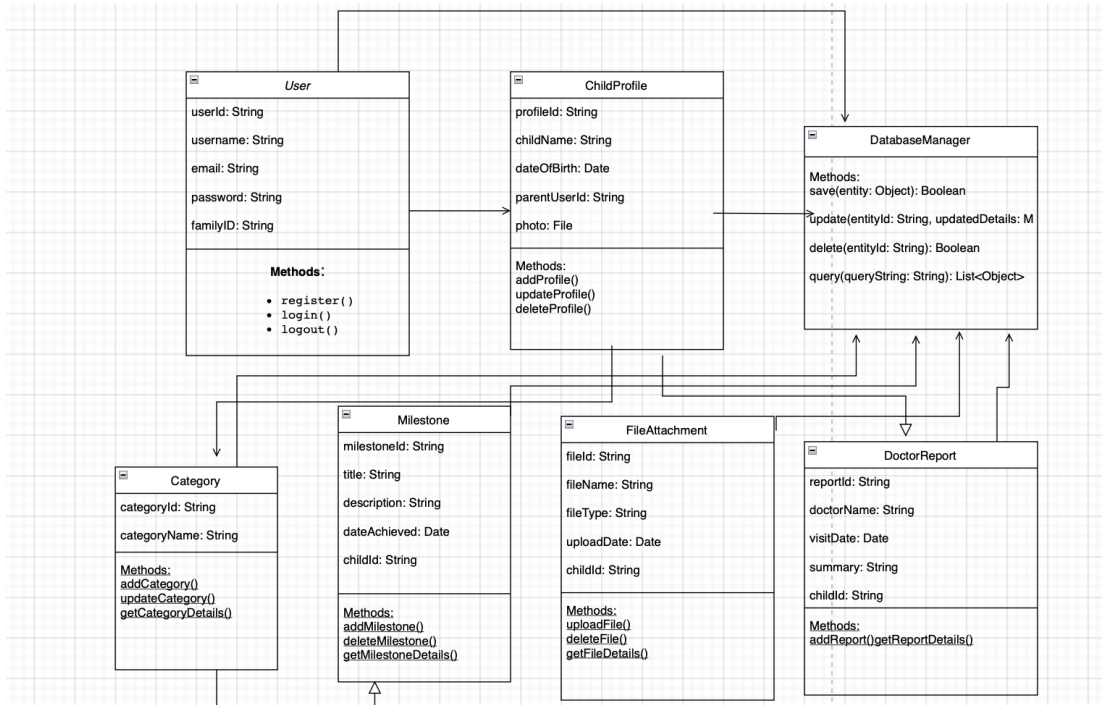 User
userId: String
username: String
email: String
password: String
familyID: String
Methods:
register()
login()
logout()
ChildProfile
profileId: String
childName: String
dateOfBirth: Date
parentUserId: String
photo: File
Methods:
addProfile()
updateProfile()
deleteProfile()
DatabaseManager
Methods:
save(entity: Object): Boolean
update(entityId: String, updatedDetails: M
delete(entityId: String): Boolean
query(queryString: String): List<Object>
Category
categoryId: String
categoryName: String
Methods:
addCategory()
updateCategory()
getCategoryDetails()
Milestone
milestoneId: String
title: String
description: String
dateAchieved: Date
childId: String
Methods:
addMilestone()
deleteMilestone()
getMilestoneDetails()
FileAttachment
fileId: String
fileName: String
fileType: String
uploadDate: Date
childId: String
Methods:
uploadFile()
deleteFile()
getFileDetails()
DoctorReport
reportId: String
doctorName: String
visitDate: Date
summary: String
childId: String
Methods:
addReport()getReportDetails()